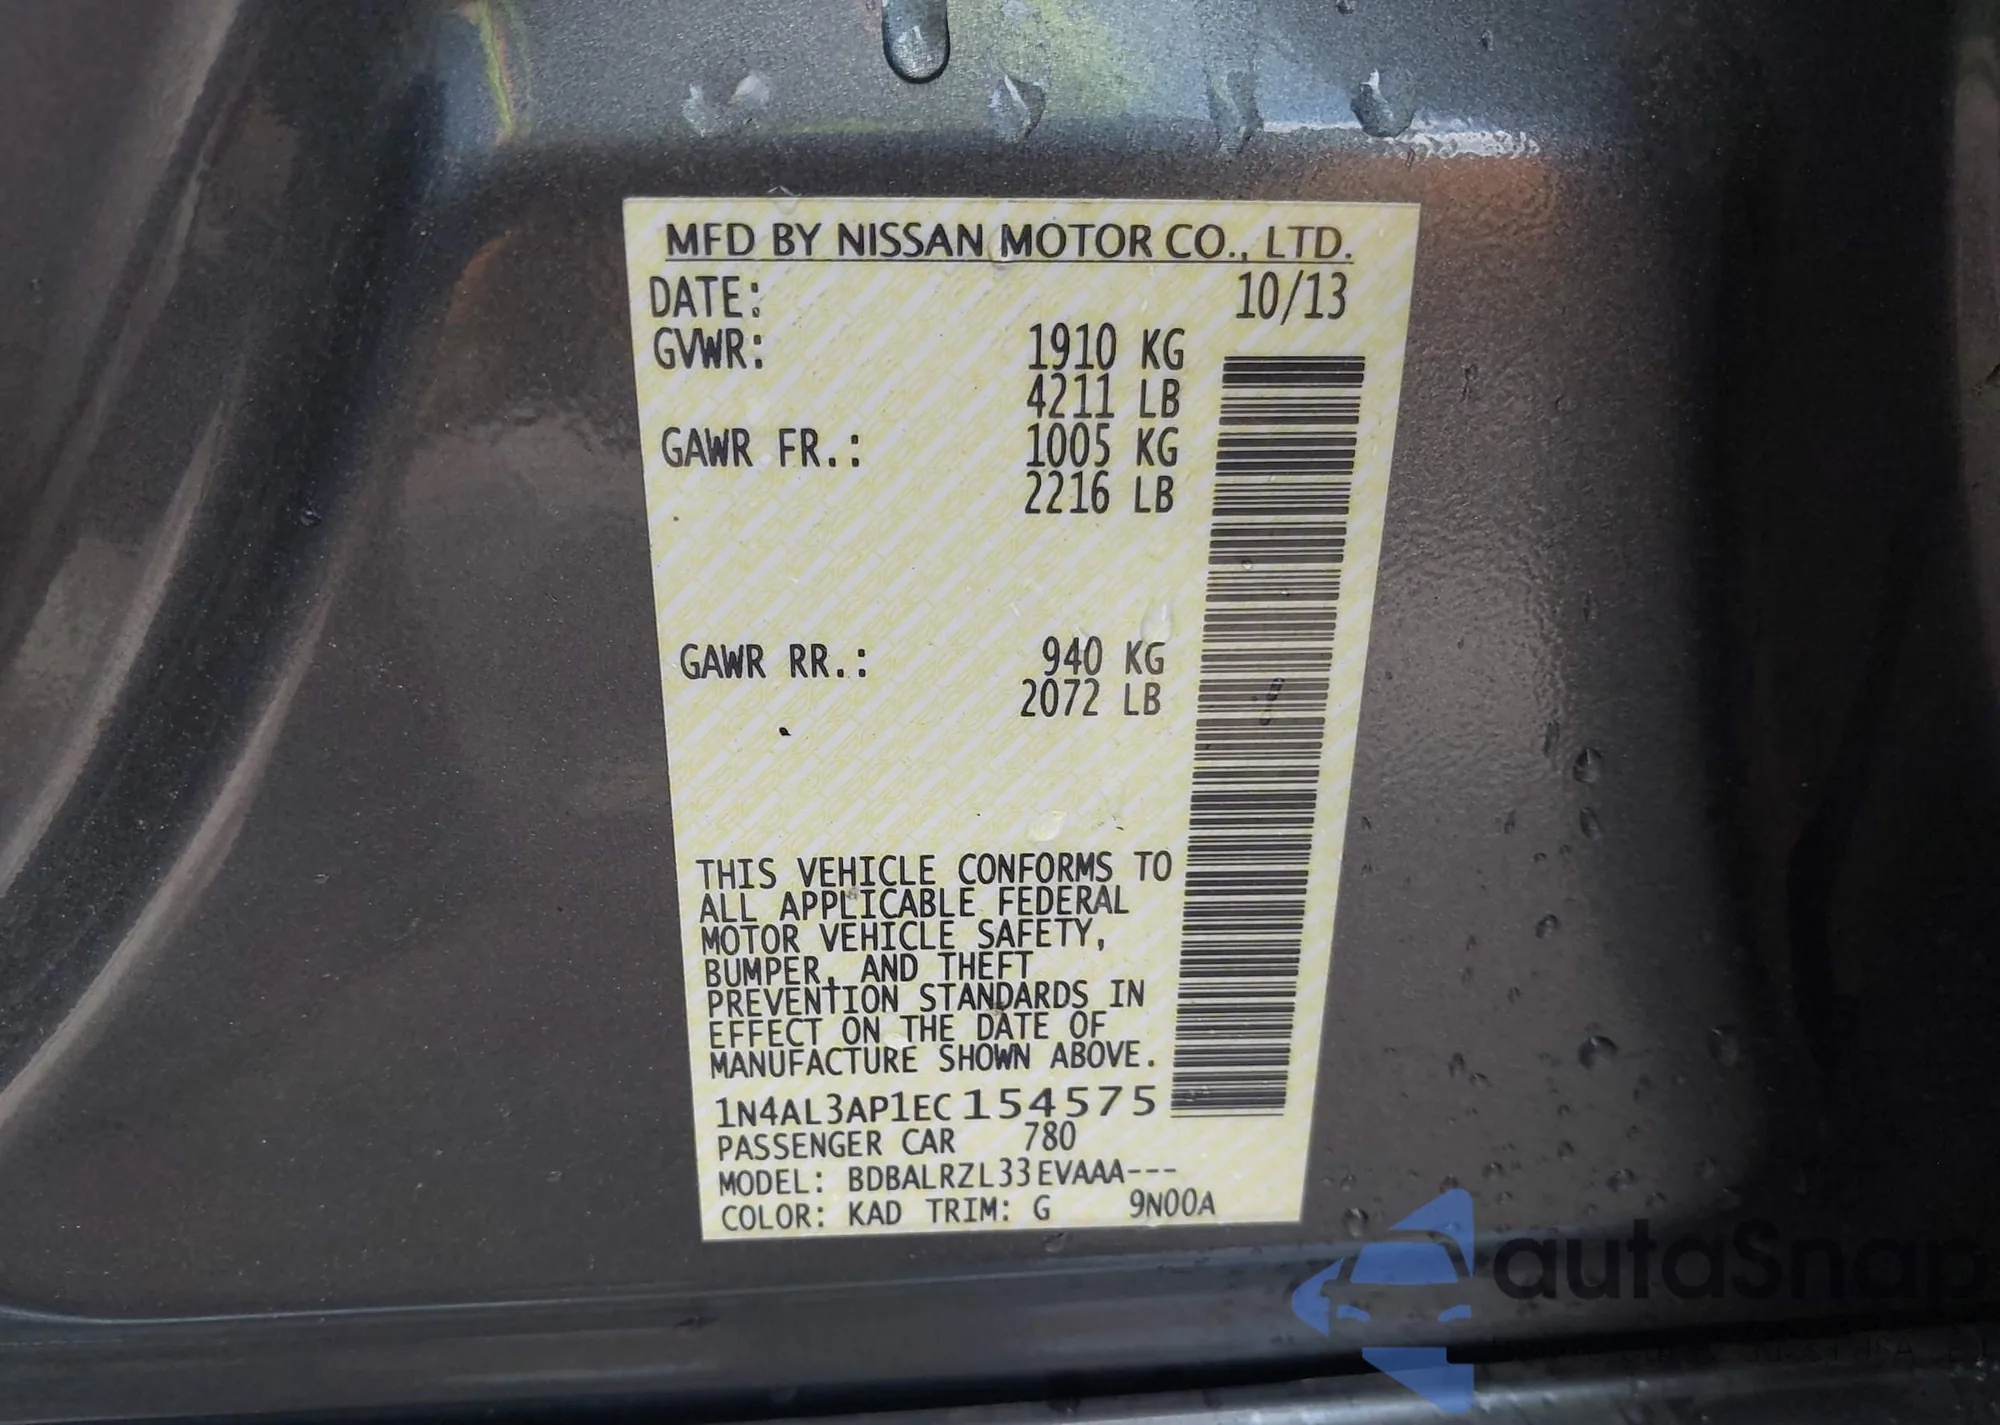 MFD BY NISSAN MOTOR CO., LTD.
DATE: 10/13
GVWR: 1910 KG
4211 LB
GAWR FR.: 1005 KG
2216 LB
GAWR RR.: 940 KG
2072 LB
THIS VEHICLE CONFORMS TO
ALL APPLICABLE FEDERAL
MOTOR VEHICLE SAFETY,
BUMPER, AND THEFT
PREVENTION STANDARDS IN
EFFECT ON THE DATE OF
MANUFACTURE SHOWN ABOVE.
1N4AL3AP1EC154575
PASSENGER CAR 780
MODEL: BDBALRZL33EVAAA---
COLOR: KAD TRIM: G 9N00A
autaSnap